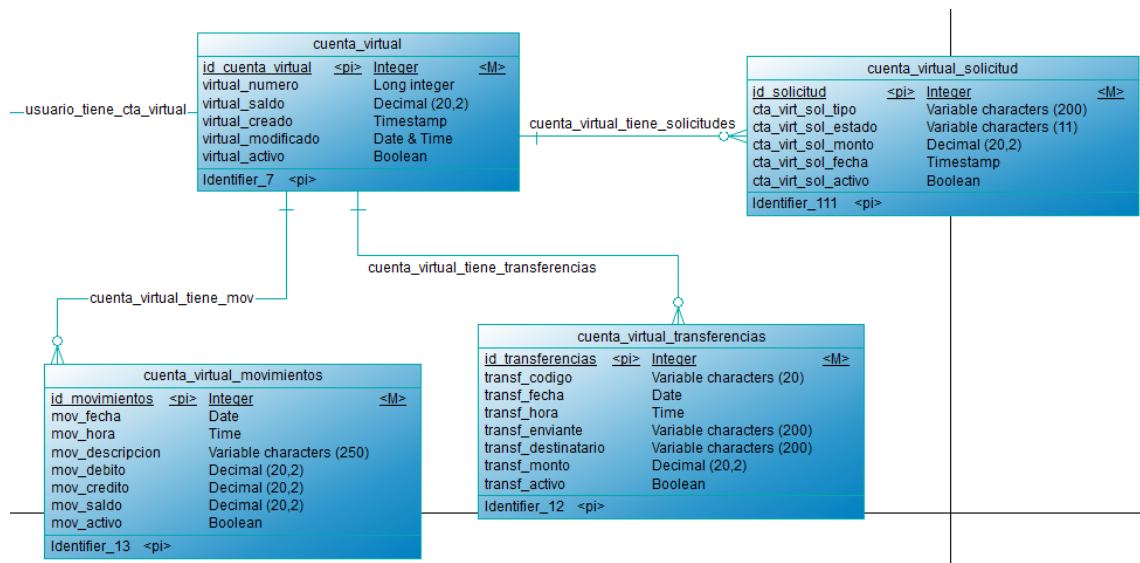 cuenta_virtual
id_cuenta_virtual <pi> Integer <M>
virtual_numero Long integer
virtual_saldo Decimal (20,2)
virtual_creado Timestamp
virtual_modificado Date & Time
virtual_activo Boolean
Identifier_7 <pi>
usuario_tiene_cta_virtual
cuenta_virtual_tiene_solicitudes
cuenta_virtual_solicitud
id_solicitud <pi> Integer <M>
cta_virt_sol_tipo Variable characters (200)
cta_virt_sol_estado Variable characters (11)
cta_virt_sol_monto Decimal (20,2)
cta_virt_sol_fecha Timestamp
cta_virt_sol_activo Boolean
Identifier_111 <pi>
cuenta_virtual_tiene_transferencias
cuenta_virtual_tiene_mov
cuenta_virtual_movimientos
id_movimientos <pi> Integer <M>
mov_fecha Date
mov_hora Time
mov_descripcion Variable characters (250)
mov_debito Decimal (20,2)
mov_credito Decimal (20,2)
mov_saldo Decimal (20,2)
mov_activo Boolean
Identifier_13 <pi>
cuenta_virtual_transferencias
id_transferencias <pi> Integer <M>
transf_codigo Variable characters (20)
transf_fecha Date
transf_hora Time
transf_enviante Variable characters (200)
transf_destinatario Variable characters (200)
transf_monto Decimal (20,2)
transf_activo Boolean
Identifier_12 <pi>